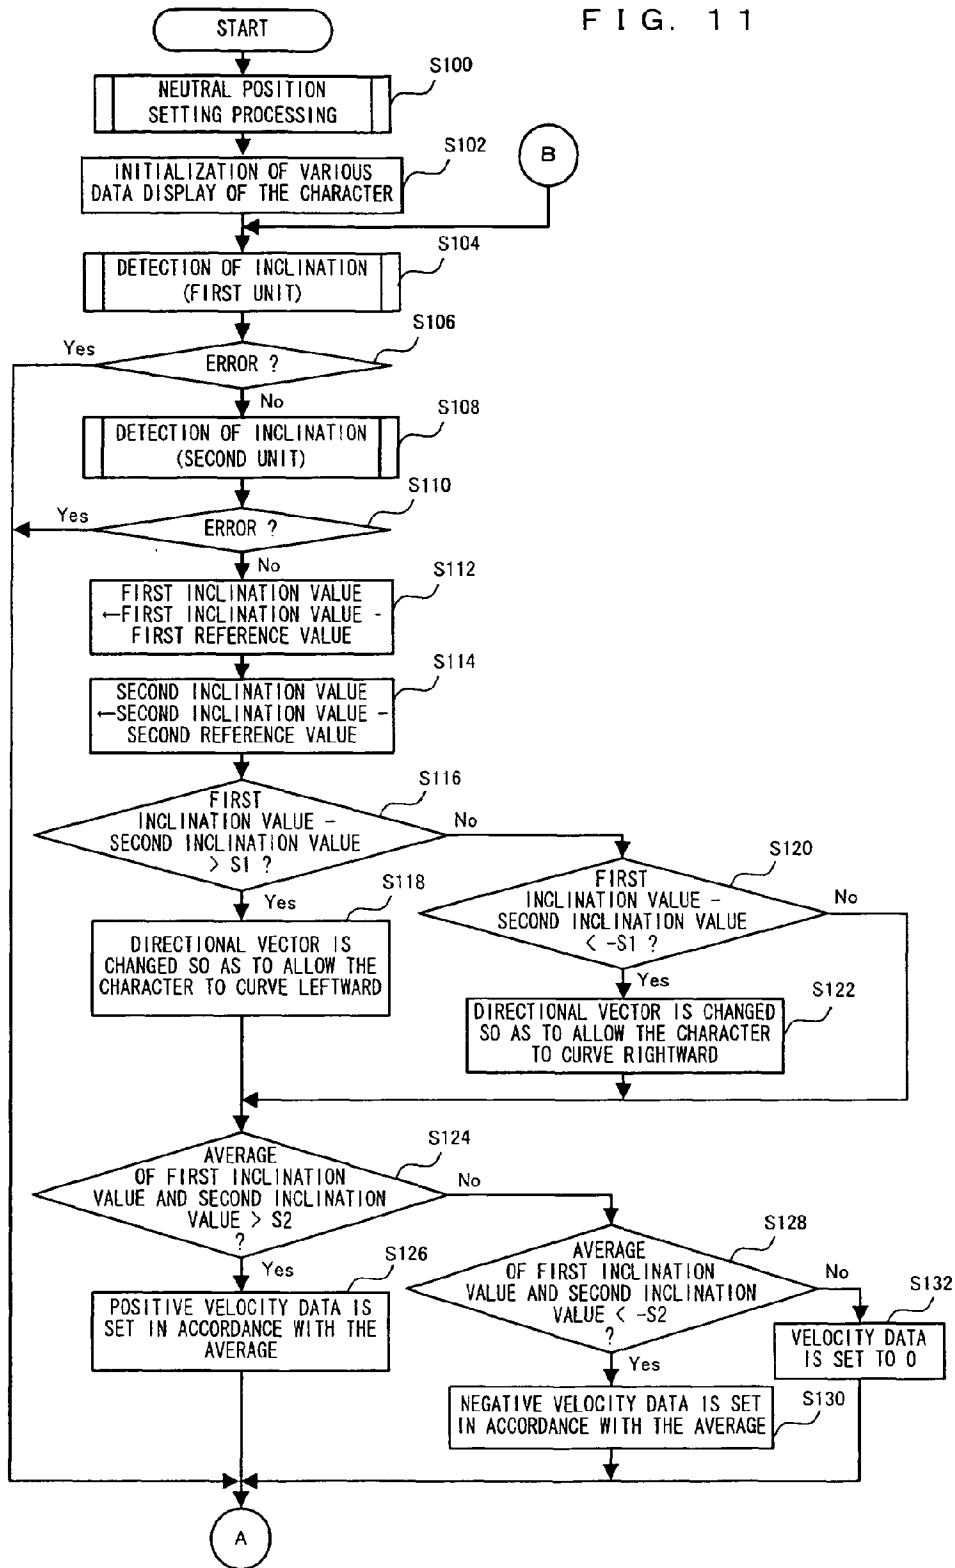 FIG. 11
START
S100
NEUTRAL POSITION
SETTING PROCESSING
S102
B
INITIALIZATION OF VARIOUS
DATA DISPLAY OF THE CHARACTER
S104
DETECTION OF INCLINATION
(FIRST UNIT)
S106
Yes
ERROR ?
No
S108
DETECTION OF INCLINATION
(SECOND UNIT)
S110
Yes
ERROR ?
No
S112
FIRST INCLINATION VALUE
←FIRST INCLINATION VALUE -
FIRST REFERENCE VALUE
S114
SECOND INCLINATION VALUE
←SECOND INCLINATION VALUE -
SECOND REFERENCE VALUE
S116
FIRST
INCLINATION VALUE -
SECOND INCLINATION VALUE
> S1 ?
No
Yes
S120
FIRST
INCLINATION VALUE -
SECOND INCLINATION VALUE
< -S1 ?
No
Yes
S118
DIRECTIONAL VECTOR IS
CHANGED SO AS TO ALLOW THE
CHARACTER TO CURVE LEFTWARD
S122
DIRECTIONAL VECTOR IS CHANGED
SO AS TO ALLOW THE CHARACTER
TO CURVE RIGHTWARD
S124
AVERAGE
OF FIRST INCLINATION
VALUE AND SECOND INCLINATION
VALUE > S2
?
No
Yes
S128
AVERAGE
OF FIRST INCLINATION
VALUE AND SECOND INCLINATION
VALUE < -S2
?
No
Yes
S126
POSITIVE VELOCITY DATA IS
SET IN ACCORDANCE WITH THE
AVERAGE
S132
VELOCITY DATA
IS SET TO 0
S130
NEGATIVE VELOCITY DATA IS SET
IN ACCORDANCE WITH THE AVERAGE
A